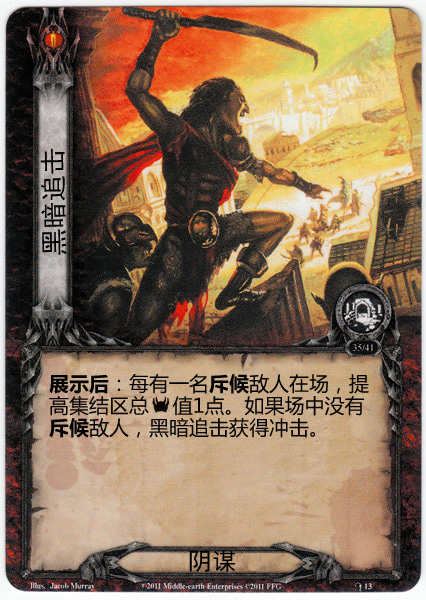 黑暗追击
35/41
展示后：每有一名斥候敌人在场，提
高集结区总值1点。如果场中没有
斥候敌人，黑暗追击获得冲击。
阴谋
Illus. Jacob Murray
©2011 Middle-earth Enterprises ©2011 FFG
13